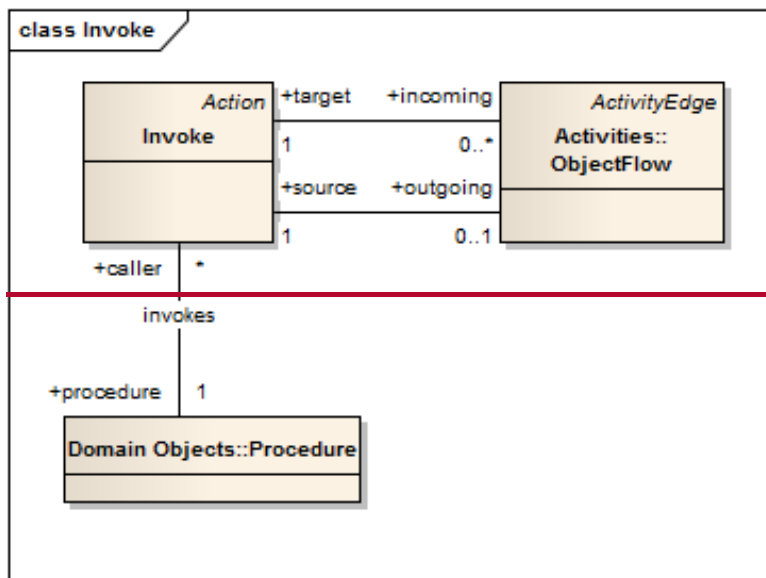 class Invoke
Action
Invoke
+target
+incoming
1
0..*
ActivityEdge
Activities::
ObjectFlow
+source
+outgoing
1
0..1
+caller
*
invokes
+procedure
1
Domain Objects::Procedure